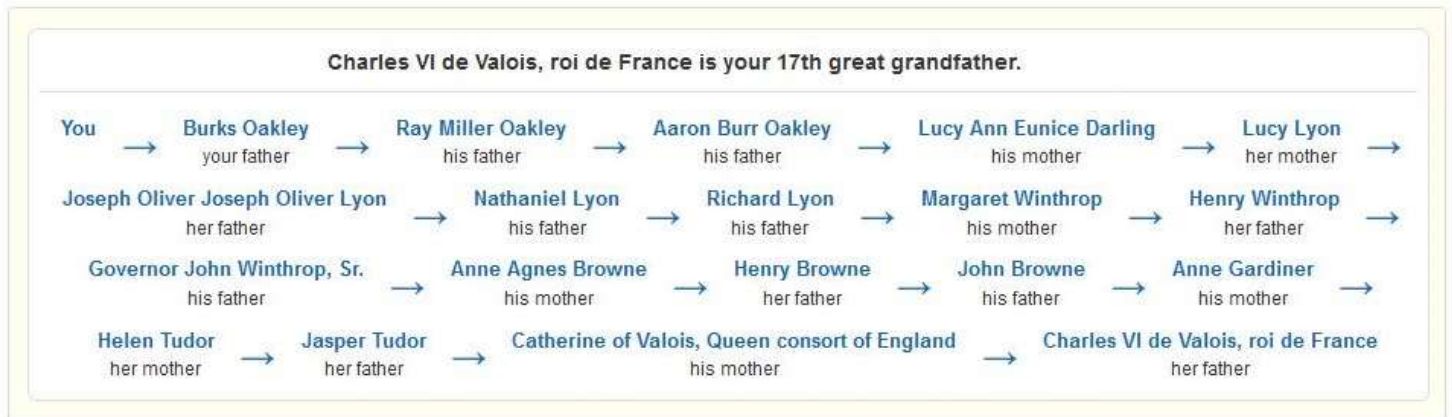 Charles VI de Valois, roi de France is your 17th great grandfather.
You → Burks Oakley → Ray Miller Oakley → Aaron Burr Oakley → Lucy Ann Eunice Darling → Lucy Lyon →
your father his father his father his mother her mother
Joseph Oliver Joseph Oliver Lyon → Nathaniel Lyon → Richard Lyon → Margaret Winthrop → Henry Winthrop →
her father his father his father his mother her father
Governor John Winthrop, Sr. → Anne Agnes Browne → Henry Browne → John Browne → Anne Gardiner →
his father his mother her father his father his mother
Helen Tudor → Jasper Tudor → Catherine of Valois, Queen consort of England → Charles VI de Valois, roi de France
her mother her father his mother her father